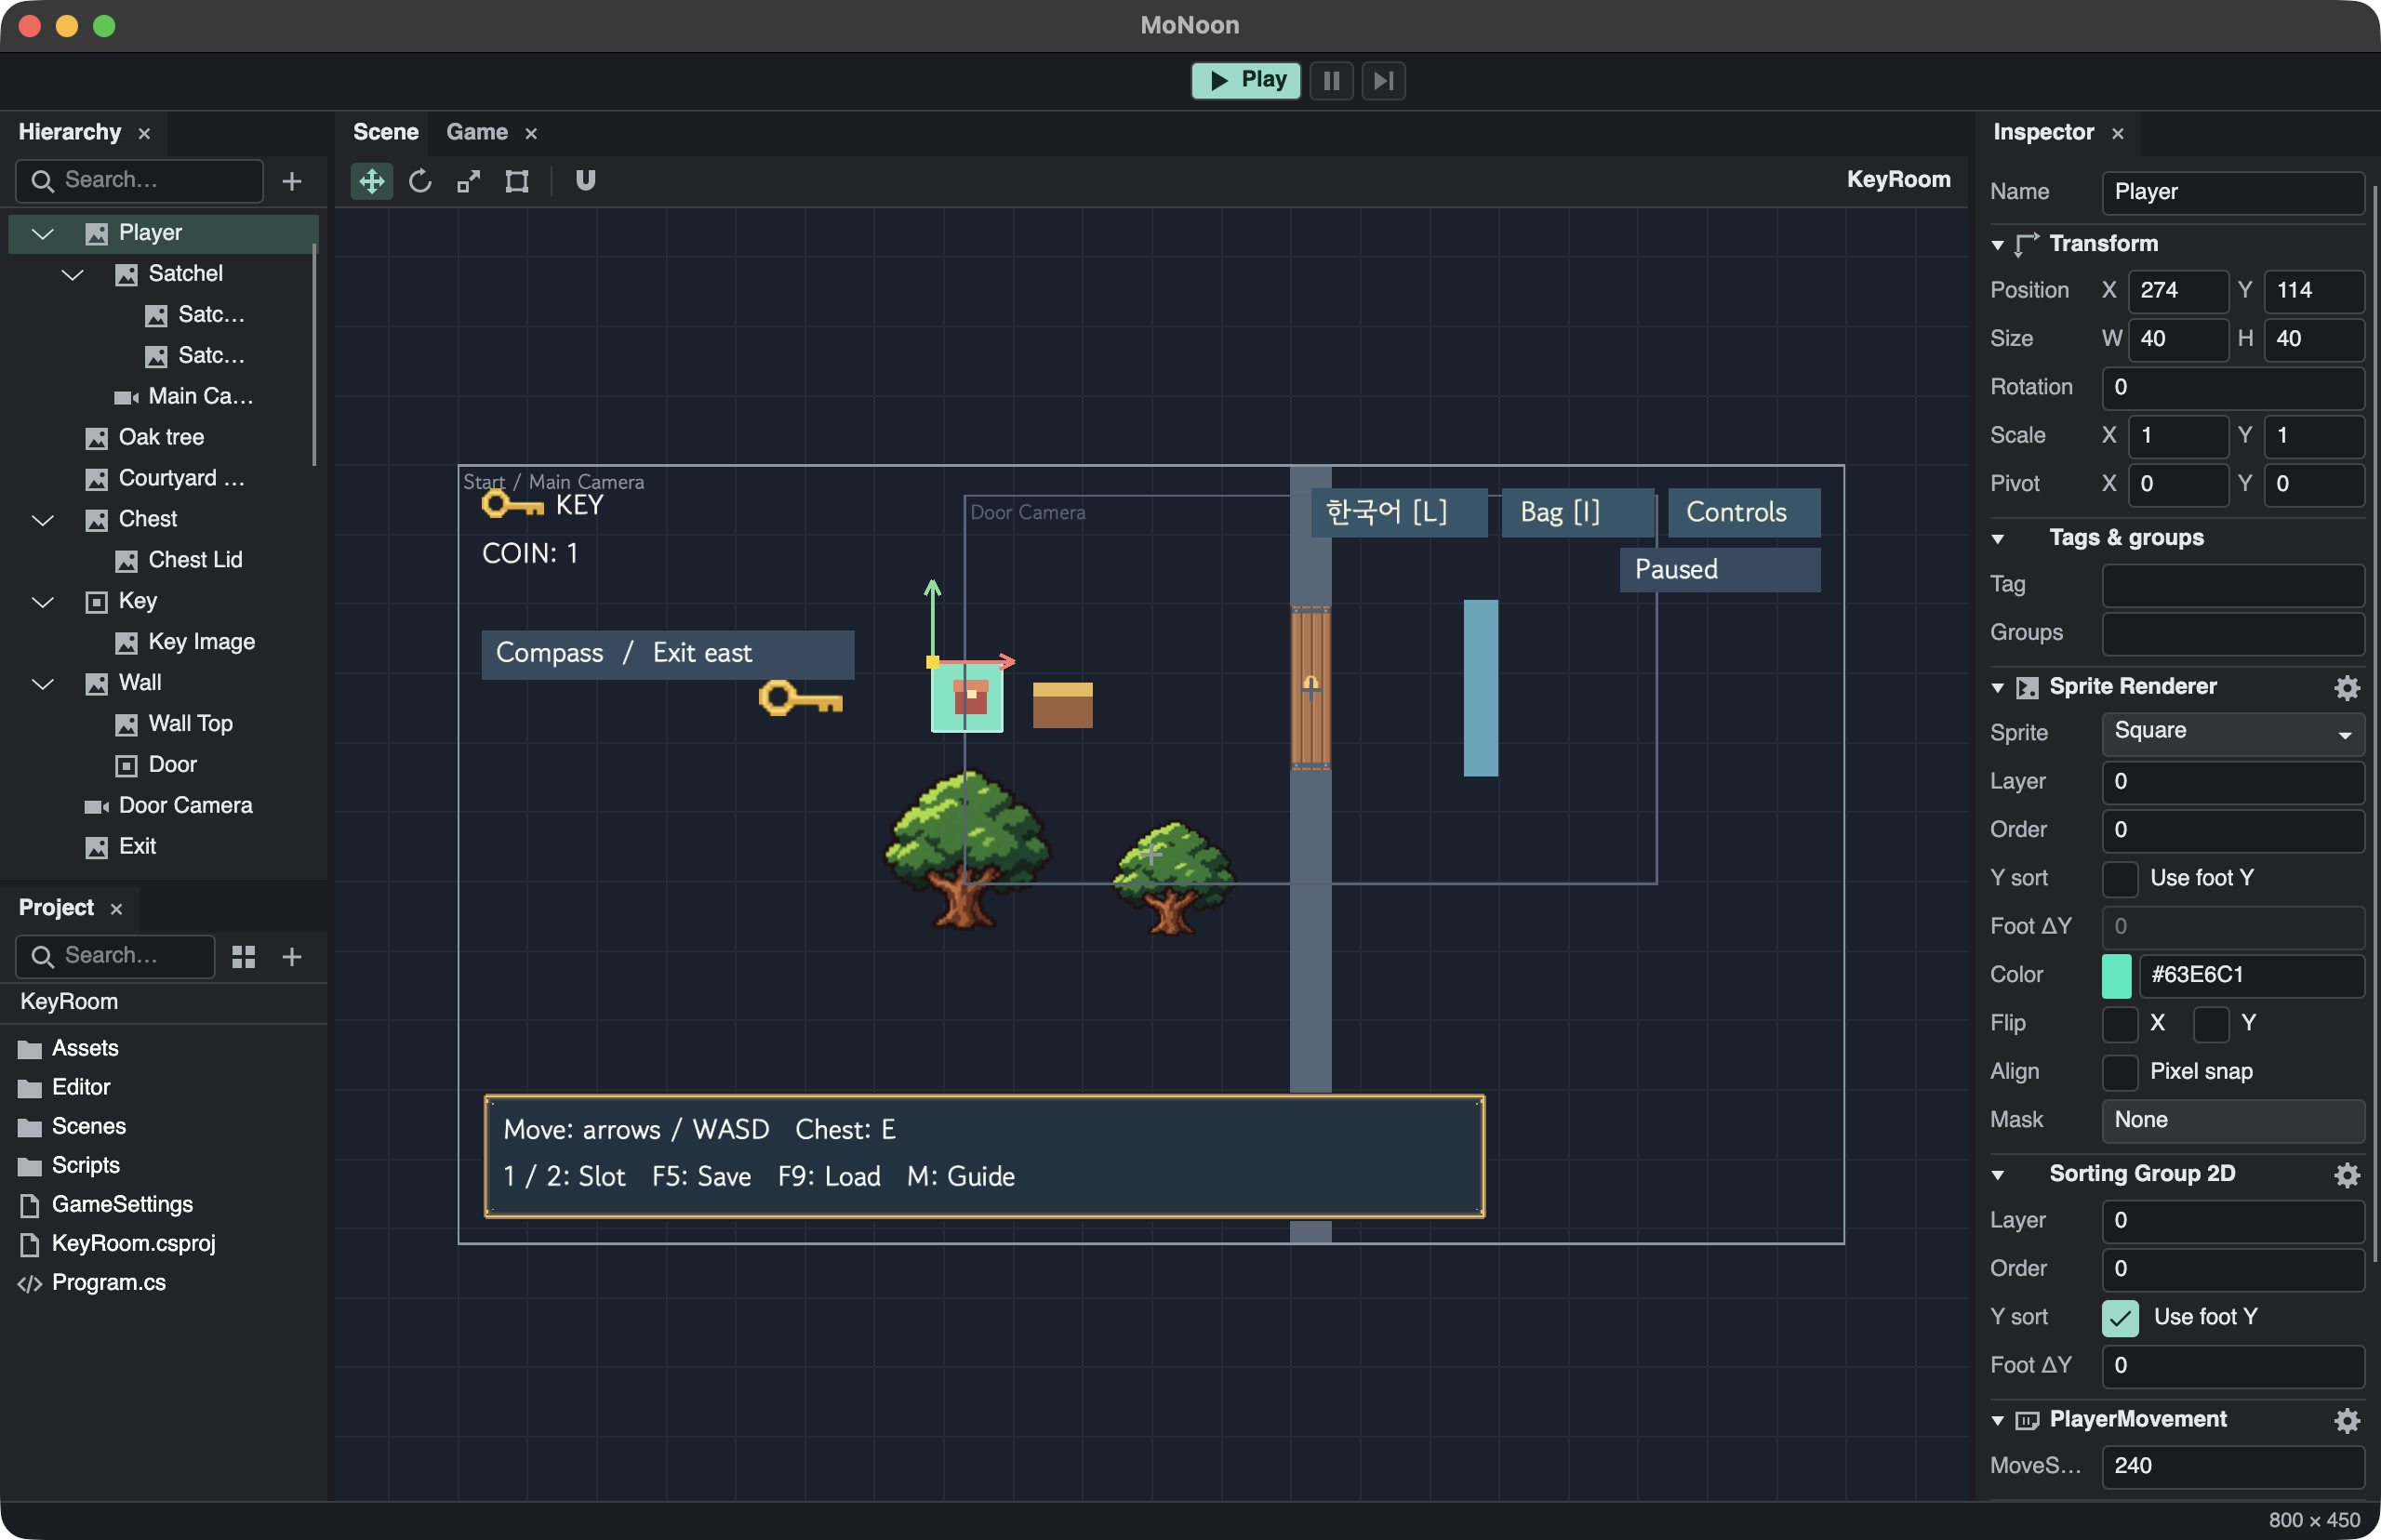 MoNoon
Play
Hierarchy
Search...
Player
Satchel
Satc...
Satc...
Main Ca...
Oak tree
Courtyard ...
Chest
Chest Lid
Key
Key Image
Wall
Wall Top
Door
Door Camera
Exit
Project
Search...
KeyRoom
Assets
Editor
Scenes
Scripts
GameSettings
KeyRoom.csproj
Program.cs
Scene
Game
KeyRoom
Start / Main Camera
KEY
COIN: 1
Door Camera
한국어 [L]
Bag [I]
Controls
Paused
Compass / Exit east
Move: arrows / WASD Chest: E
1 / 2: Slot F5: Save F9: Load M: Guide
Inspector
Name Player
Transform
Position X 274 Y 114
Size W 40 H 40
Rotation 0
Scale X 1 Y 1
Pivot X 0 Y 0
Tags & groups
Tag
Groups
Sprite Renderer
Sprite Square
Layer 0
Order 0
Y sort Use foot Y
Foot ΔY 0
Color #63E6C1
Flip X Y
Align Pixel snap
Mask None
Sorting Group 2D
Layer 0
Order 0
Y sort Use foot Y
Foot ΔY 0
PlayerMovement
MoveS... 240
800 × 450